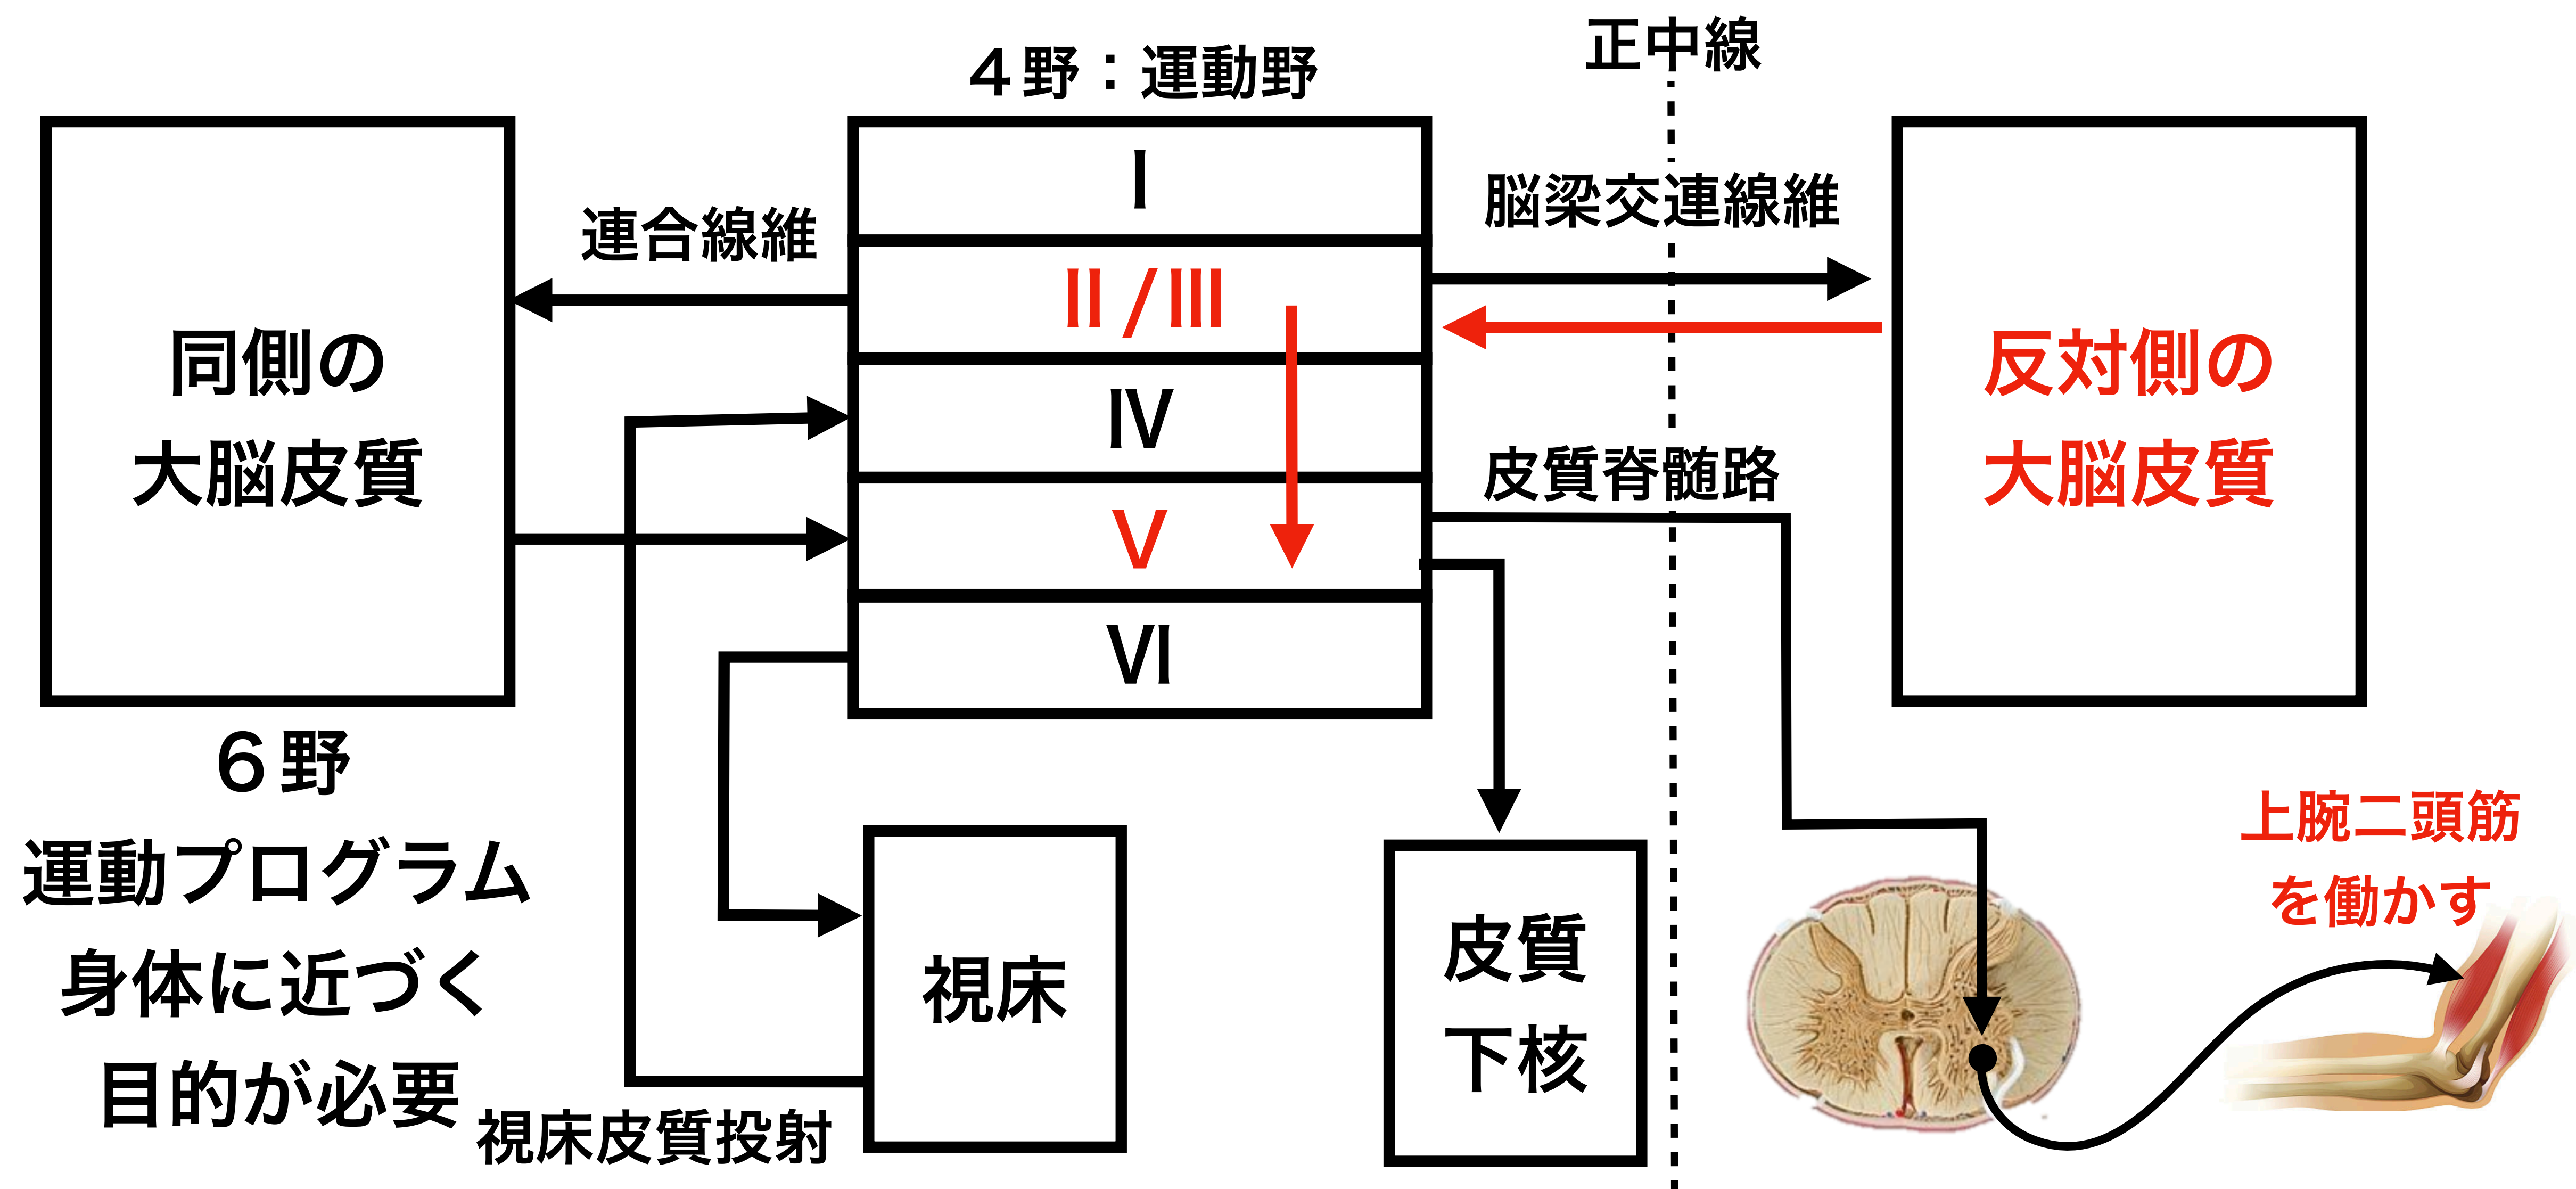 正中線
４野：運動野
Ⅰ
Ⅱ/Ⅲ
Ⅳ
Ⅴ
Ⅵ
連合線維
脳梁交連線維
皮質脊髄路
同側の
大脳皮質
反対側の
大脳皮質
６野
運動プログラム
身体に近づく
目的が必要
視床皮質投射
視床
皮質
下核
上腕二頭筋
を働かす